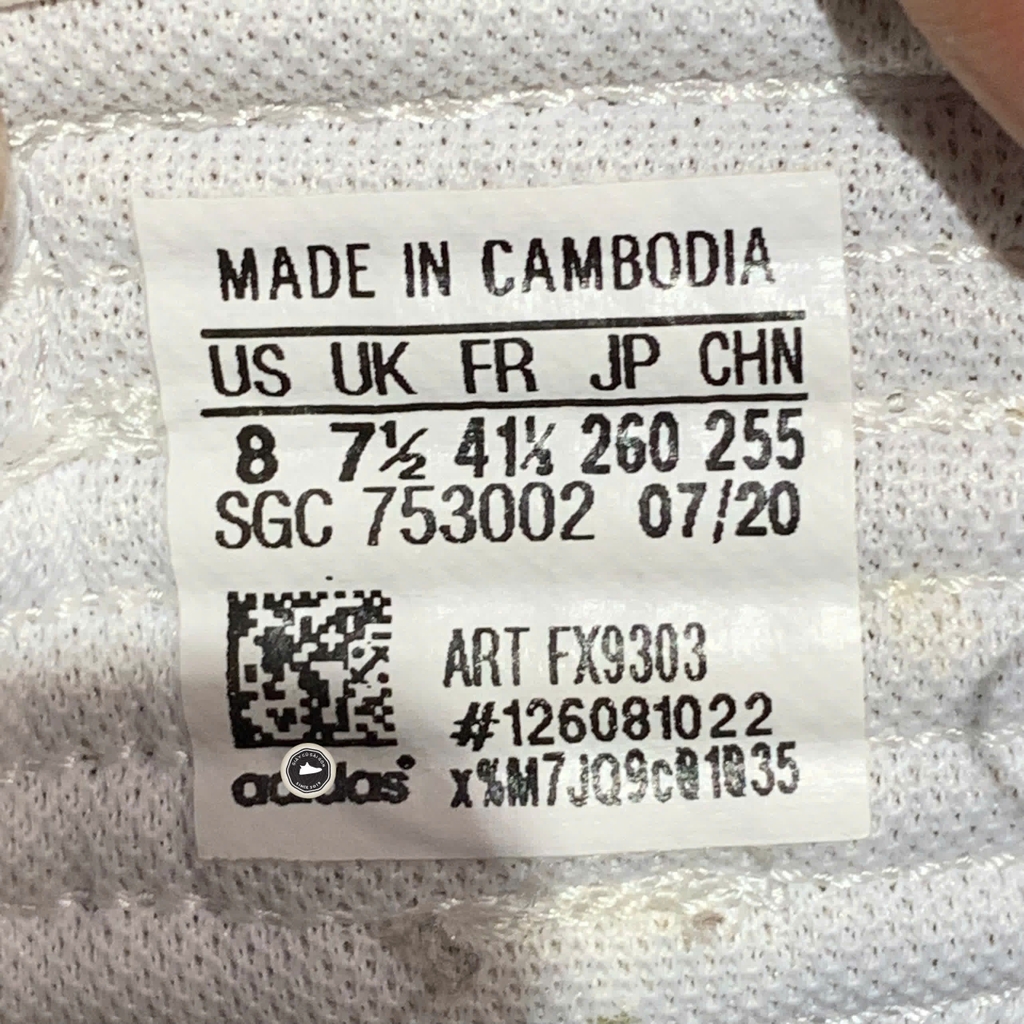 MADE IN CAMBODIA
US UK FR JP CHN
8 7½ 41⅓ 260 255
SGC 753002 07/20
ART FX9303
#126081022
adidas